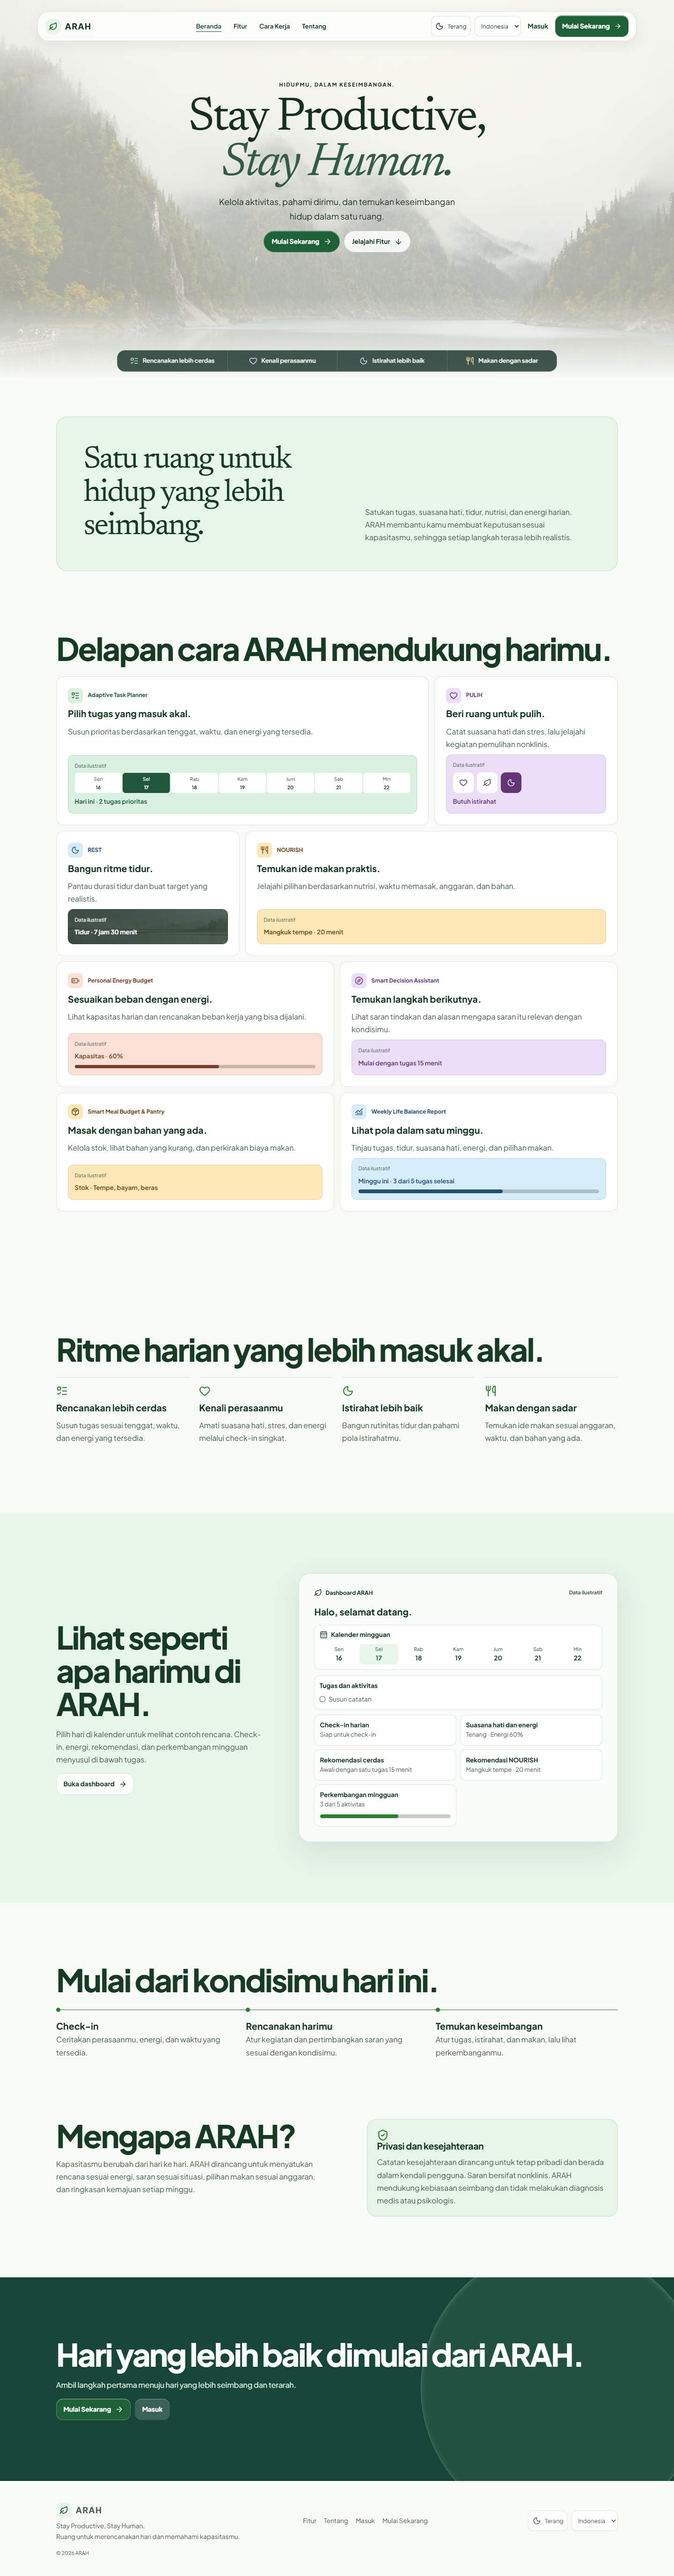 ARAH
Beranda Fitur Cara Kerja Tentang
Terang Indonesia Masuk Mulai Sekarang
HIDUPMU, DALAM KESEIMBANGAN.
Stay Productive,
Stay Human.
Kelola aktivitas, pahami dirimu, dan temukan keseimbangan
hidup dalam satu ruang.
Mulai Sekarang Jelajahi Fitur
Rencanakan lebih cerdas Kenali perasaanmu Istirahat lebih baik Makan dengan sadar
Satu ruang untuk
hidup yang lebih
seimbang.
Satukan tugas, suasana hati, tidur, nutrisi, dan energi harian.
ARAH membantu kamu membuat keputusan sesuai
kapasitasmu, sehingga setiap langkah terasa lebih realistis.
Delapan cara ARAH mendukung harimu.
Adaptive Task Planner
Pilih tugas yang masuk akal.
Susun prioritas berdasarkan tenggat, waktu, dan energi yang tersedia.
Data ilustratif
Sen Sel Rab Kam Jum Sab Min
16 17 18 19 20 21 22
Hari ini · 2 tugas prioritas
PULIH
Beri ruang untuk pulih.
Catat suasana hati dan stres, lalu jelajahi
kegiatan pemulihan nonklinis.
Data ilustratif
Butuh istirahat
REST
Bangun ritme tidur.
Pantau durasi tidur dan buat target yang
realistis.
Data ilustratif
Tidur · 7 jam 30 menit
NOURISH
Temukan ide makan praktis.
Jelajahi pilihan berdasarkan nutrisi, waktu memasak, anggaran, dan bahan.
Data ilustratif
Mangkuk tempe · 20 menit
Personal Energy Budget
Sesuaikan beban dengan energi.
Lihat kapasitas harian dan rencanakan beban kerja yang bisa dijalani.
Data ilustratif
Kapasitas · 60%
Smart Decision Assistant
Temukan langkah berikutnya.
Lihat saran tindakan dan alasan mengapa saran itu relevan dengan
kondisimu.
Data ilustratif
Mulai dengan tugas 15 menit
Smart Meal Budget & Pantry
Masak dengan bahan yang ada.
Kelola stok, lihat bahan yang kurang, dan perkirakan biaya makan.
Data ilustratif
Stok · Tempe, bayam, beras
Weekly Life Balance Report
Lihat pola dalam satu minggu.
Tinjau tugas, tidur, suasana hati, energi, dan pilihan makan.
Data ilustratif
Minggu ini · 3 dari 5 tugas selesai
Ritme harian yang lebih masuk akal.
Rencanakan lebih cerdas
Susun tugas sesuai tenggat, waktu,
dan energi yang tersedia.
Kenali perasaanmu
Amati suasana hati, stres, dan energi
melalui check-in singkat.
Istirahat lebih baik
Bangun rutinitas tidur dan pahami
pola istirahatmu.
Makan dengan sadar
Temukan ide makan sesuai anggaran,
waktu, dan bahan yang ada.
Lihat seperti
apa harimu di
ARAH.
Pilih hari di kalender untuk melihat contoh rencana. Check-
in, energi, rekomendasi, dan perkembangan mingguan
menyusul di bawah tugas.
Buka dashboard
Dashboard ARAH Data ilustratif
Halo, selamat datang.
Kalender mingguan
Sen Sel Rab Kam Jum Sab Min
16 17 18 19 20 21 22
Tugas dan aktivitas
Susun catatan
Check-in harian
Siap untuk check-in
Suasana hati dan energi
Tenang · Energi 60%
Rekomendasi cerdas
Awali dengan satu tugas 15 menit
Rekomendasi NOURISH
Mangkuk tempe · 20 menit
Perkembangan mingguan
3 dari 5 aktivitas
Mulai dari kondisimu hari ini.
Check-in
Ceritakan perasaanmu, energi, dan waktu yang
tersedia.
Rencanakan harimu
Atur kegiatan dan pertimbangkan saran yang
sesuai dengan kondisimu.
Temukan keseimbangan
Atur tugas, istirahat, dan makan, lalu lihat
perkembanganmu.
Mengapa ARAH?
Kapasitasmu berubah dari hari ke hari. ARAH dirancang untuk menyatukan
rencana sesuai energi, saran sesuai situasi, pilihan makan sesuai anggaran,
dan ringkasan kemajuan setiap minggu.
Privasi dan kesejahteraan
Catatan kesejahteraan dirancang untuk tetap pribadi dan berada
dalam kendali pengguna. Saran bersifat nonklinis. ARAH
mendukung kebiasaan seimbang dan tidak melakukan diagnosis
medis atau psikologis.
Hari yang lebih baik dimulai dari ARAH.
Ambil langkah pertama menuju hari yang lebih seimbang dan terarah.
Mulai Sekarang Masuk
ARAH
Stay Productive, Stay Human.
Ruang untuk merencanakan hari dan memahami kapasitasmu.
© 2026 ARAH
Fitur Tentang Masuk Mulai Sekarang
Terang Indonesia